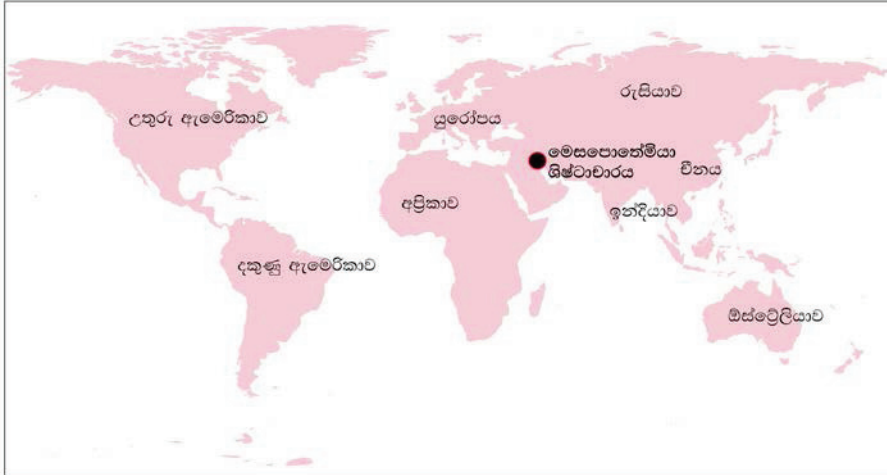 රුසියාව
උතුරු ඇමෙරිකාව
යුරෝපය
මෙසපොතේමියා
ශිෂ්ටාචාරය
චීනය
අප්‍රිකාව
ඉන්දියාව
දකුණු ඇමෙරිකාව
ඕස්ට්‍රේලියාව